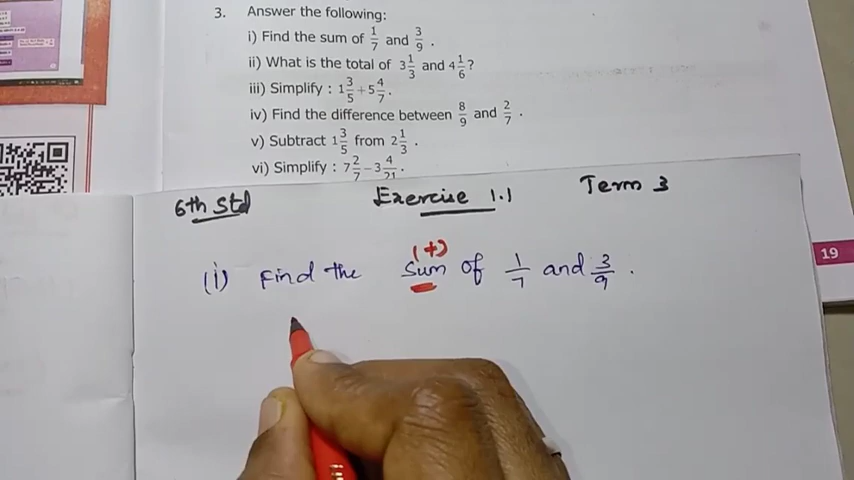 3. Answer the following:
i) Find the sum of 1/7 and 3/9 .
ii) What is the total of 3 1/3 and 4 1/6?
iii) Simplify : 1 3/5 + 5 4/7 .
iv) Find the difference between 8/9 and 2/7 .
v) Subtract 1 3/5 from 2 1/3 .
vi) Simplify : 7 2/7 – 3 4/21 .
6th Std Exercise 1.1 Term 3
(+)
(i) Find the Sum of 1/7 and 3/9 .
19